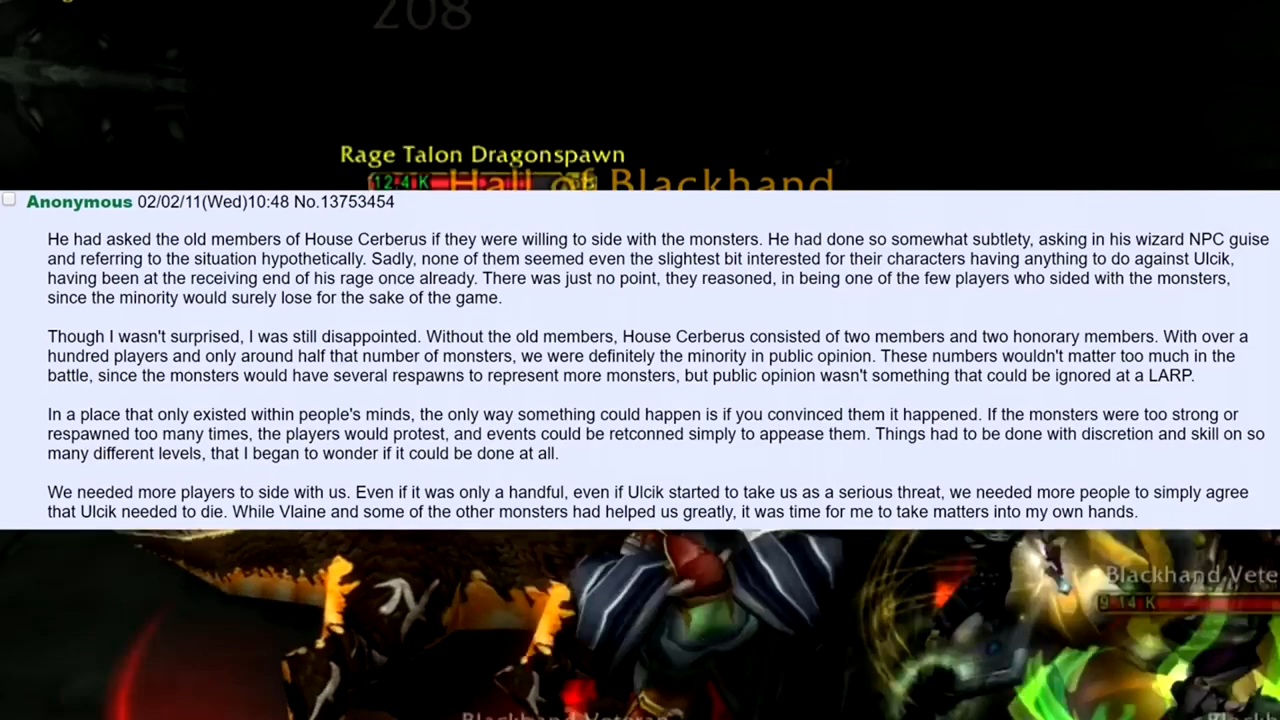 208
Rage Talon Dragonspawn
12.4 K
Hall of Blackhand
Anonymous 02/02/11(Wed)10:48 No.13753454
He had asked the old members of House Cerberus if they were willing to side with the monsters. He had done so somewhat subtlety, asking in his wizard NPC guise
and referring to the situation hypothetically. Sadly, none of them seemed even the slightest bit interested for their characters having anything to do against Ulcik,
having been at the receiving end of his rage once already. There was just no point, they reasoned, in being one of the few players who sided with the monsters,
since the minority would surely lose for the sake of the game.
Though I wasn't surprised, I was still disappointed. Without the old members, House Cerberus consisted of two members and two honorary members. With over a
hundred players and only around half that number of monsters, we were definitely the minority in public opinion. These numbers wouldn't matter too much in the
battle, since the monsters would have several respawns to represent more monsters, but public opinion wasn't something that could be ignored at a LARP.
In a place that only existed within people's minds, the only way something could happen is if you convinced them it happened. If the monsters were too strong or
respawned too many times, the players would protest, and events could be retconned simply to appease them. Things had to be done with discretion and skill on so
many different levels, that I began to wonder if it could be done at all.
We needed more players to side with us. Even if it was only a handful, even if Ulcik started to take us as a serious threat, we needed more people to simply agree
that Ulcik needed to die. While Vlaine and some of the other monsters had helped us greatly, it was time for me to take matters into my own hands.
Blackhand Vete
9.14 K
Blackhand Veteran